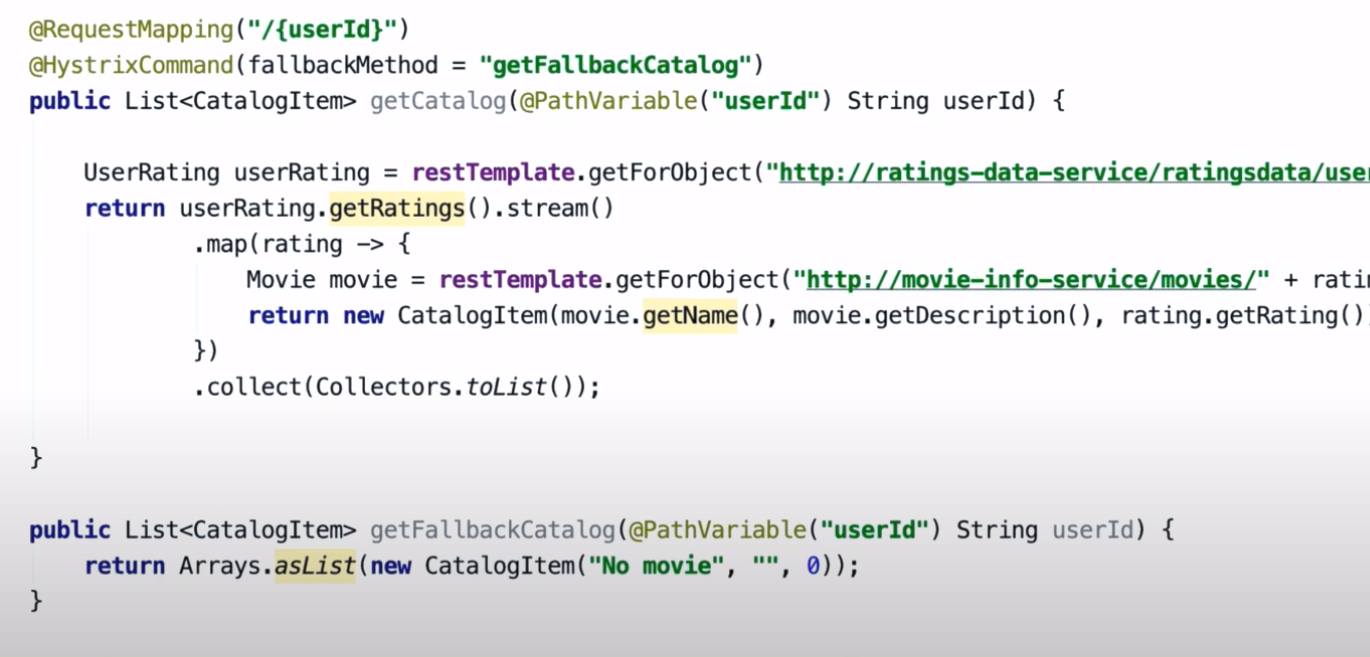 @RequestMapping("/{userId}")
@HystrixCommand(fallbackMethod = "getFallbackCatalog")
public List<CatalogItem> getCatalog(@PathVariable("userId") String userId) {
UserRating userRating = restTemplate.getForObject("http://ratings-data-service/ratingsdata/user
return userRating.getRatings().stream()
.map(rating -> {
Movie movie = restTemplate.getForObject("http://movie-info-service/movies/" + ratin
return new CatalogItem(movie.getName(), movie.getDescription(), rating.getRating()
})
.collect(Collectors.toList());
}
public List<CatalogItem> getFallbackCatalog(@PathVariable("userId") String userId) {
return Arrays.asList(new CatalogItem("No movie", "", 0));
}